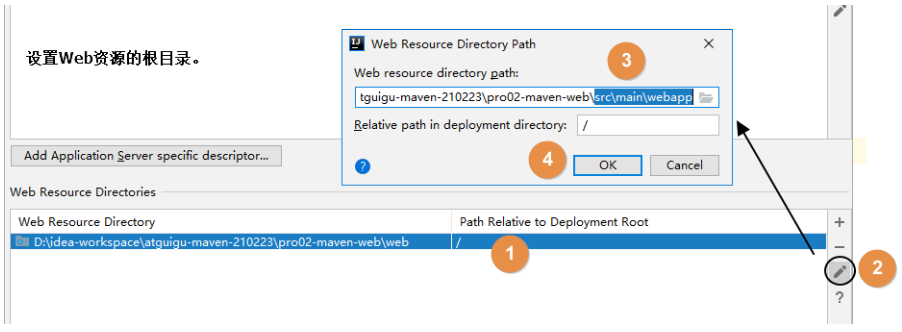 设置Web资源的根目录。
Web Resource Directory Path
3
Web resource directory path:
tguigu-maven-210223\pro02-maven-web\src\main\webapp
Relative path in deployment directory: /
4
? OK Cancel
Add Application Server specific descriptor...
Web Resource Directories
Web Resource Directory Path Relative to Deployment Root
D:\idea-workspace\atguigu-maven-210223\pro02-maven-web\web /
1
2
?